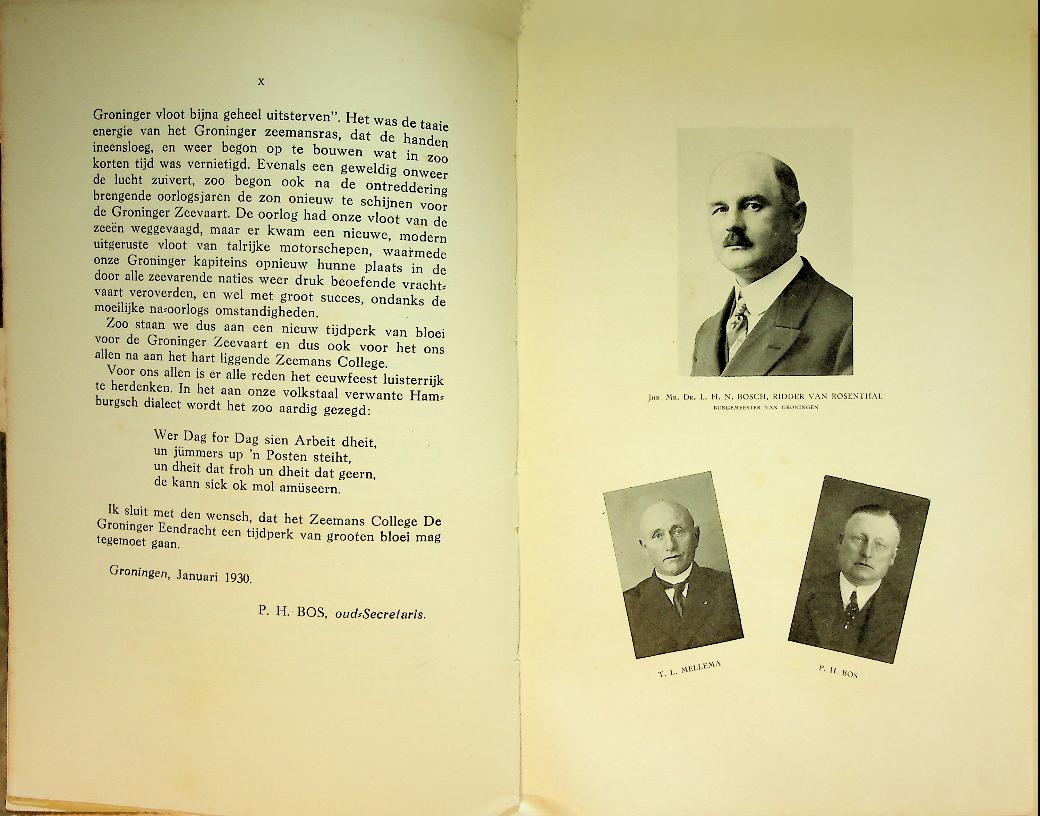 x
Groninger vloot bijna geheel uitsterven”. Het was de taaie
energie van het Groninger zeemansras, dat de handen
ineensloeg, en weer begon op te bouwen wat in zoo
korten tijd was vernietigd. Evenals een geweldig onweer
de lucht zuivert, zoo begon ook na de ontreddering
brengende oorlogsjaren de zon onieuw te schijnen voor
de Groninger Zeevaart. De oorlog had onze vloot van de
zeeën weggevaagd, maar er kwam een nieuwe, modern
uitgeruste vloot van talrijke motorschepen, waarmede
onze Groninger kapiteins opnieuw hunne plaats in de
door alle zeevarende naties weer druk beoefende vracht-
vaart veroverden, en wel met groot succes, ondanks de
moeilijke na-oorlogs omstandigheden.
Zoo staan we dus aan een nieuw tijdperk van bloei
voor de Groninger Zeevaart en dus ook voor het ons
allen na aan het hart liggende Zeemans College.
Voor ons allen is er alle reden het eeuwfeest luisterrijk
te herdenken. In het aan onze volkstaal verwante Ham-
burgsch dialect wordt het zoo aardig gezegd:
Wer Dag for Dag sien Arbeit dheit,
un jümmers up 'n Posten steiht,
un dheit dat froh un dheit dat geern,
de kann sick ok mol amüseern.
Ik sluit met den wensch, dat het Zeemans College De
Groninger Eendracht een tijdperk van grooten bloei mag
tegemoet gaan.
Groningen, Januari 1930.
P. H. BOS, oud-Secretaris.
JHR MR. DR. L. H. N. BOSCH, RIDDER VAN ROSENTHAL
BURGEMEESTER VAN GRONINGEN
T. L. MELLEMA
P. H. BOS